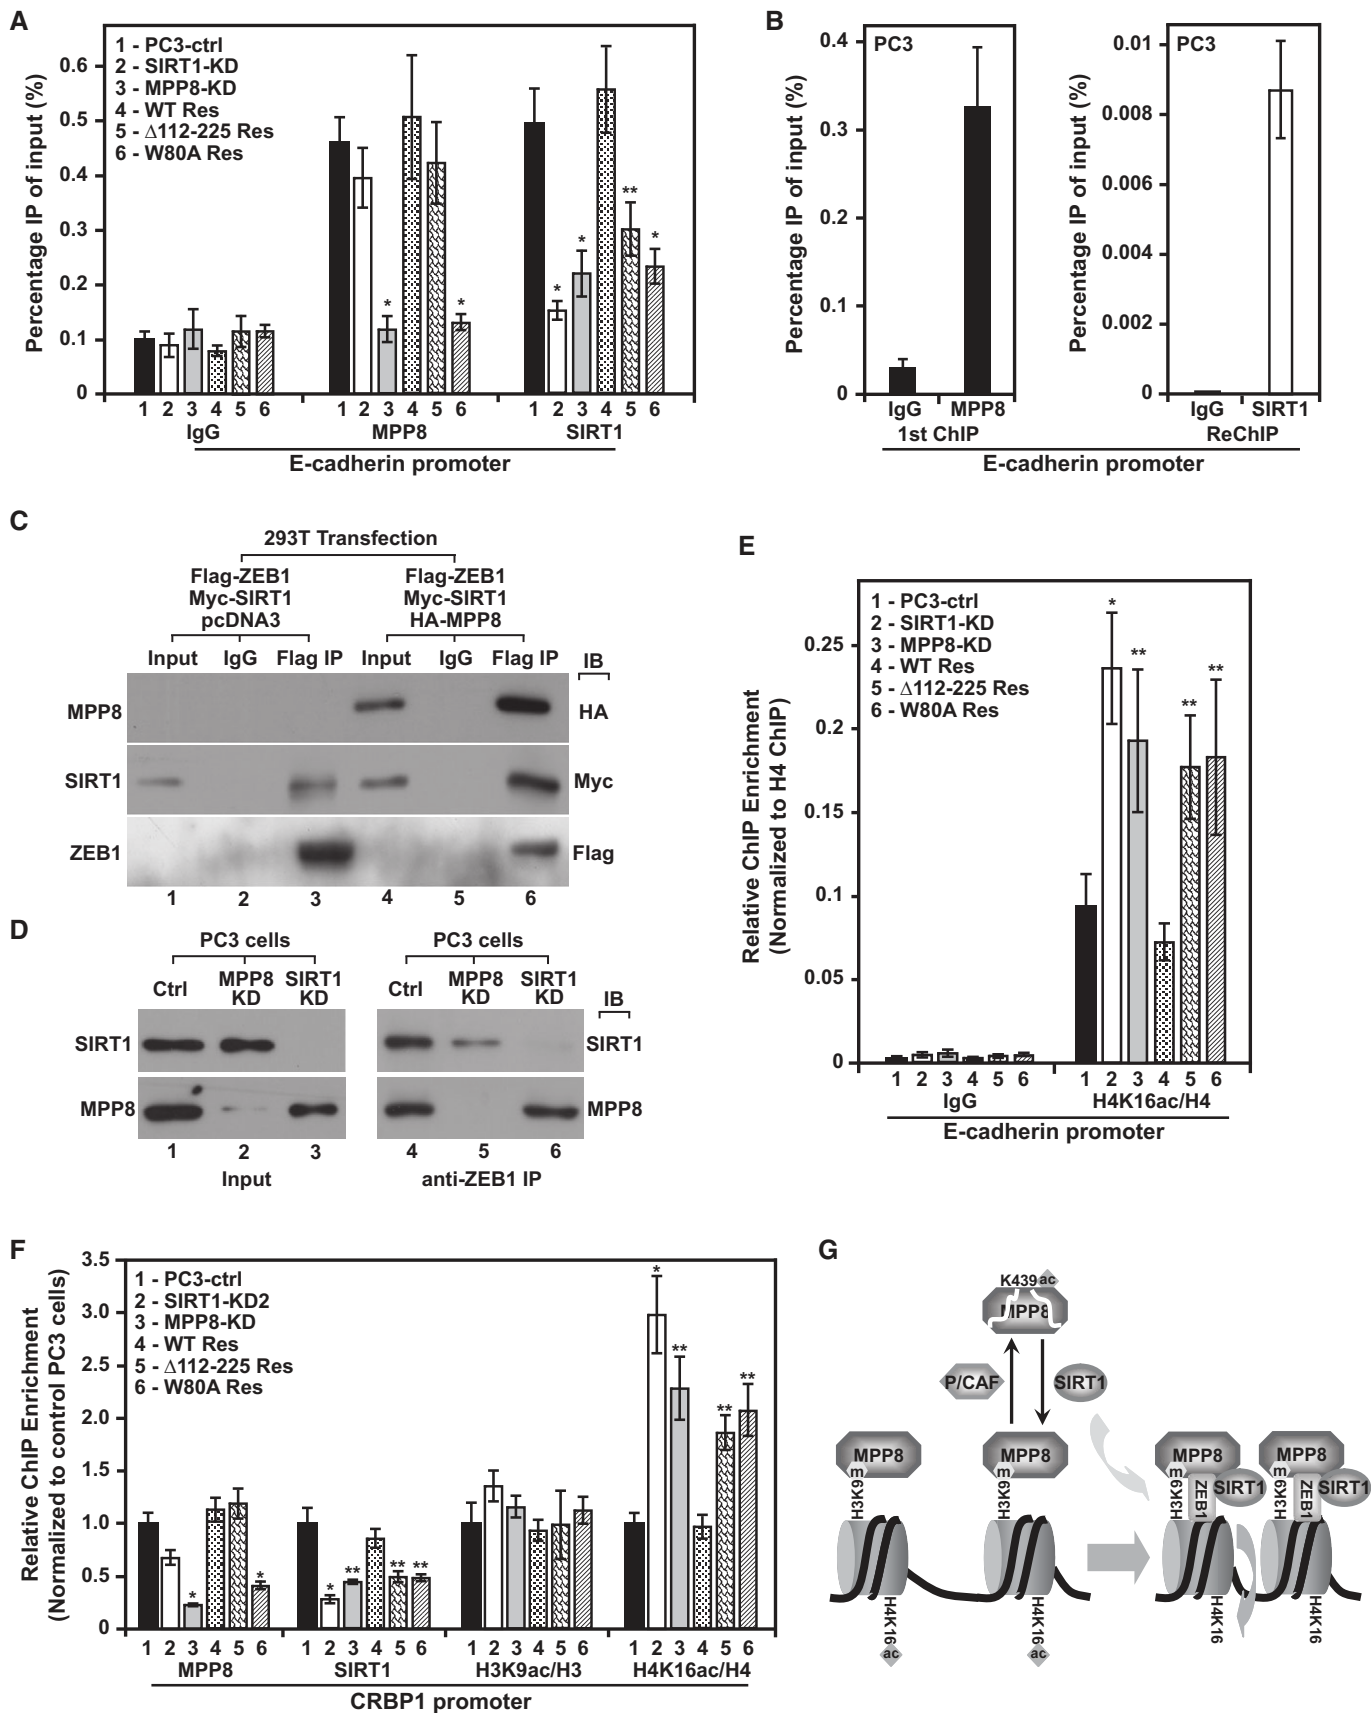 A
Percentage IP of input (%)
0.6
0.5
0.4
0.3
0.2
0.1
0
1 - PC3-ctrl
2 - SIRT1-KD
3 - MPP8-KD
4 - WT Res
5 - Δ112-225 Res
6 - W80A Res
* * * * ** *
1 2 3 4 5 6 1 2 3 4 5 6 1 2 3 4 5 6
IgG MPP8 SIRT1
E-cadherin promoter
B
Percentage IP of input (%)
0.4
0.3
0.2
0.1
0
PC3
IgG MPP8
1st ChIP
Percentage IP of input (%)
0.01
0.008
0.006
0.004
0.002
0
PC3
IgG SIRT1
ReChIP
E-cadherin promoter
C
293T Transfection
Flag-ZEB1 Flag-ZEB1
Myc-SIRT1 Myc-SIRT1
pcDNA3 HA-MPP8
Input IgG Flag IP Input IgG Flag IP IB
MPP8 HA
SIRT1 Myc
ZEB1 Flag
1 2 3 4 5 6
D
PC3 cells PC3 cells
Ctrl MPP8 KD SIRT1 KD Ctrl MPP8 KD SIRT1 KD IB
SIRT1 SIRT1
MPP8 MPP8
1 2 3 4 5 6
Input anti-ZEB1 IP
E
Relative ChIP Enrichment
(Normalized to H4 ChIP)
0.25
0.2
0.15
0.1
0.05
0
1 - PC3-ctrl
2 - SIRT1-KD
3 - MPP8-KD
4 - WT Res
5 - Δ112-225 Res
6 - W80A Res
* ** ** **
1 2 3 4 5 6 1 2 3 4 5 6
IgG H4K16ac/H4
E-cadherin promoter
F
Relative ChIP Enrichment
(Normalized to control PC3 cells)
3.5
3.0
2.5
2.0
1.5
1.0
0.5
0
1 - PC3-ctrl
2 - SIRT1-KD2
3 - MPP8-KD
4 - WT Res
5 - Δ112-225 Res
6 - W80A Res
* * * ** ** ** * ** ** **
1 2 3 4 5 6 1 2 3 4 5 6 1 2 3 4 5 6 1 2 3 4 5 6
MPP8 SIRT1 H3K9ac/H3 H4K16ac/H4
CRBP1 promoter
G
K439 ac
MPP8
P/CAF SIRT1
MPP8 MPP8 MPP8 MPP8
m m m m
H3K9 H3K9 H3K9 ZEB1 SIRT1 H3K9 ZEB1 SIRT1
H4K16 H4K16 H4K16 H4K16
ac ac